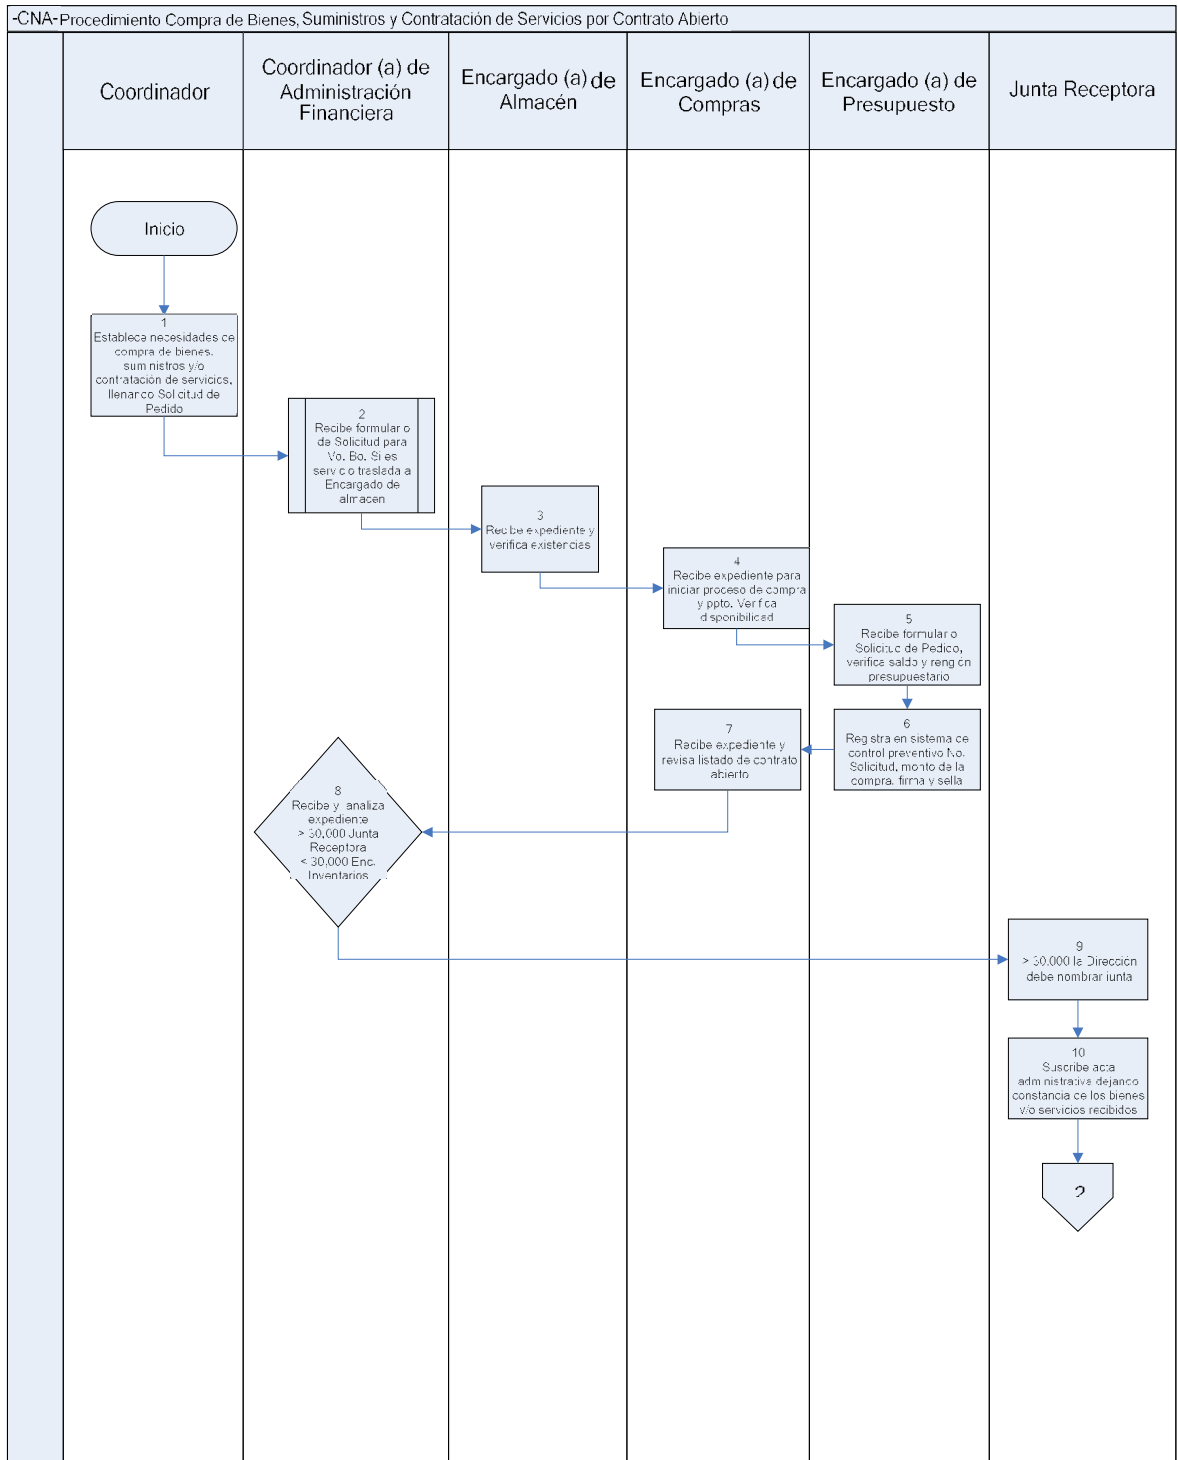 -CNA-Procedimiento Compra de Bienes, Suministros y Contratación de Servicios por Contrato Abierto
Coordinador
Coordinador (a) de
Administración
Financiera
Encargado (a) de
Almacén
Encargado (a) de
Compras
Encargado (a) de
Presupuesto
Junta Receptora
Inicio
1
Establece necesidades de
compra de bienes,
suministros y/o
contratación de servicios,
llenando Solicitud de
Pedido
2
Recibe formulario
de Solicitud para
Vo. Bo. Si es
servicio traslada a
Encargado de
almacen
3
Recibe expediente y
verifica existencias
4
Recibe expediente para
iniciar proceso de compra
y ppto. Verifica
disponibilidad
5
Recibe formulario
Solicitud de Pedido,
verifica saldo y renglón
presupuestario
6
Registra en sistema de
control preventivo No.
Solicitud, monto de la
compra, firma y sella
7
Recibe expediente y
revisa listado de contrato
abierto
8
Recibe y analiza
expediente
> 30,000 Junta
Receptora
< 30,000 Enc.
Inventarios
9
> 30,000 la Dirección
debe nombrar junta
10
Suscribe acta
administrativa dejando
constancia de los bienes
y/o servicios recibidos
2